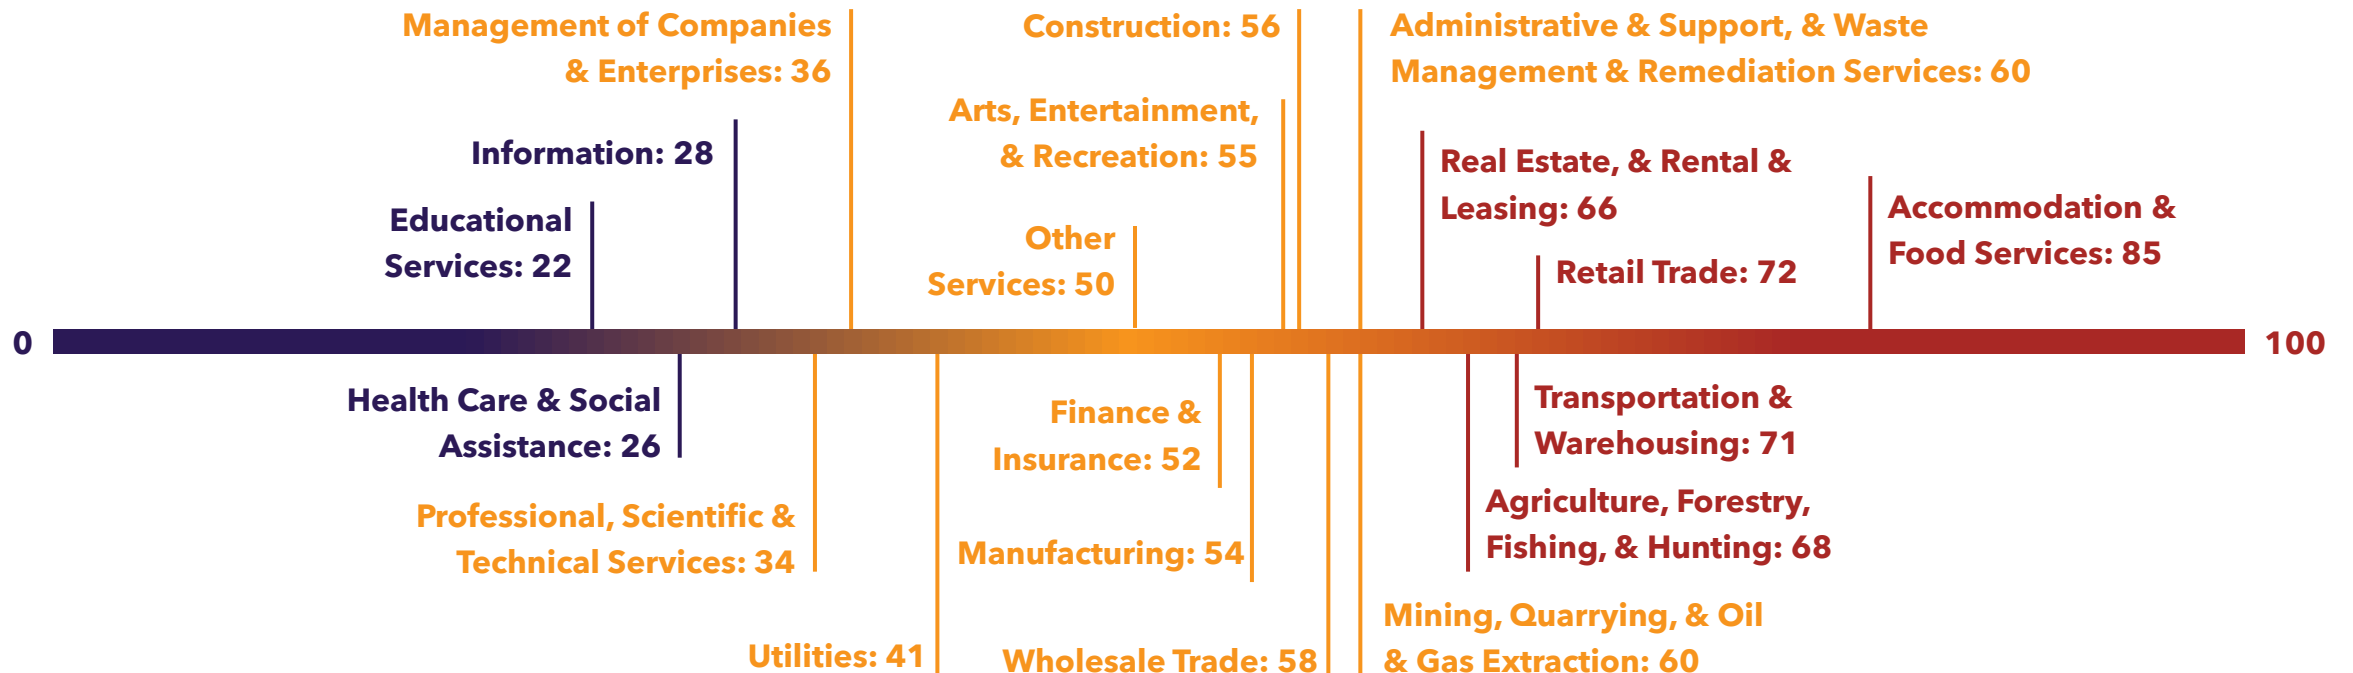 Management of Companies
& Enterprises: 36
Construction: 56
Administrative & Support, & Waste
Management & Remediation Services: 60
Arts, Entertainment,
& Recreation: 55
Information: 28
Real Estate, & Rental &
Leasing: 66
Educational
Services: 22
Accommodation &
Food Services: 85
Other
Services: 50
Retail Trade: 72
0
100
Health Care & Social
Assistance: 26
Finance &
Insurance: 52
Transportation &
Warehousing: 71
Professional, Scientific &
Technical Services: 34
Manufacturing: 54
Agriculture, Forestry,
Fishing, & Hunting: 68
Utilities: 41
Wholesale Trade: 58
Mining, Quarrying, & Oil
& Gas Extraction: 60